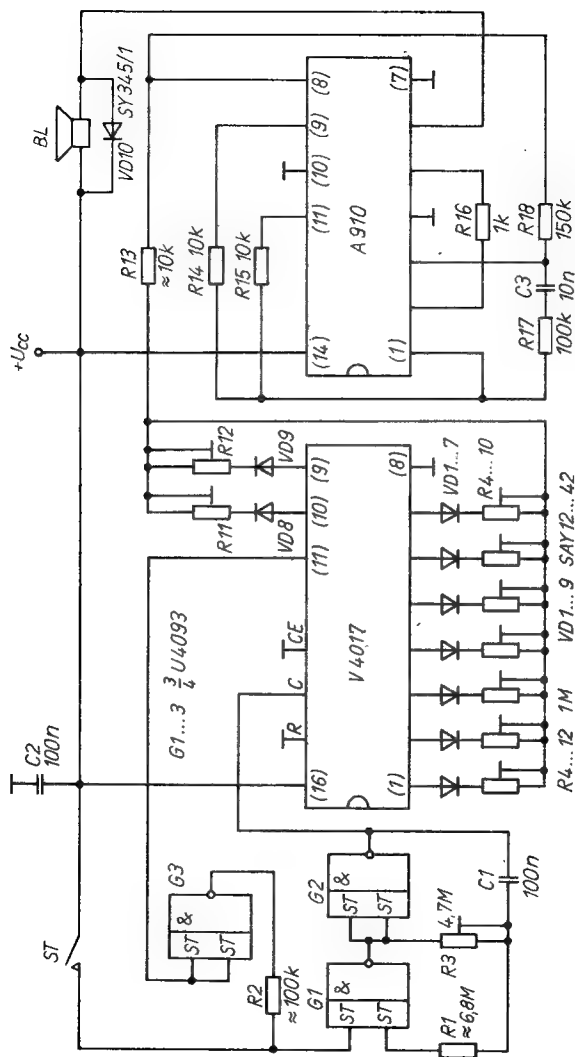 ST
C2
100n
+Ucc
BL
VD10
SY345/1
G1...3 3/4 U4093
R13
≈10k
R14 10k
R15 10k
R11
R12
VD8
VD9
(16)
R
C
CE
(11)
(10)
(9)
V4017
(1)
(8)
(14)
(11)
(10)
(9)
(8)
A910
(1)
(7)
G3
&
ST
ST
R2
≈100k
G1
&
ST
ST
G2
&
ST
ST
R1
≈6,8M
R3
4,7M
C1
100n
VD1...7
R4...10
R4...12 1M
VD1...9 SAY12...42
R16
1k
R17
100k
C3
10n
R18
150k